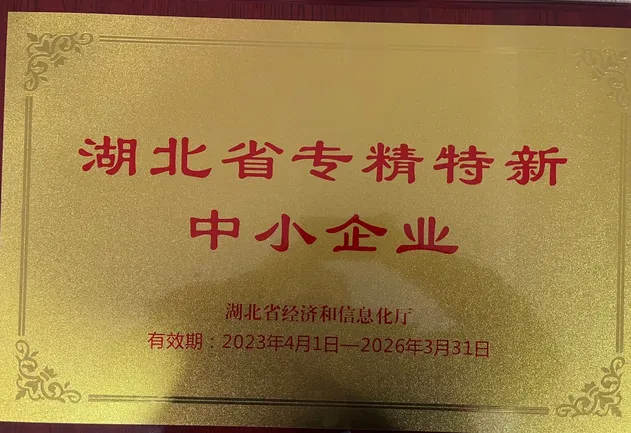 湖北省专精特新
中小企业
湖北省经济和信息化厅
有效期：2023年4月1日—2026年3月31日